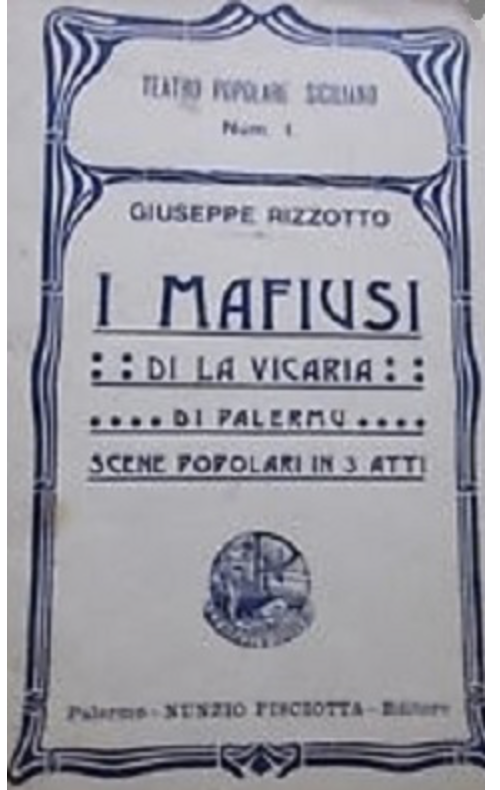 TEATRO POPOLARE SICILIANO
Num. 1
GIUSEPPE RIZZOTTO
I MAFIUSI
: : DI LA VICARIA : :
.... DI PALERMU ....
SCENE POPOLARI IN 3 ATTI
Palermo - NUNZIO PISCIOTTA - Editore